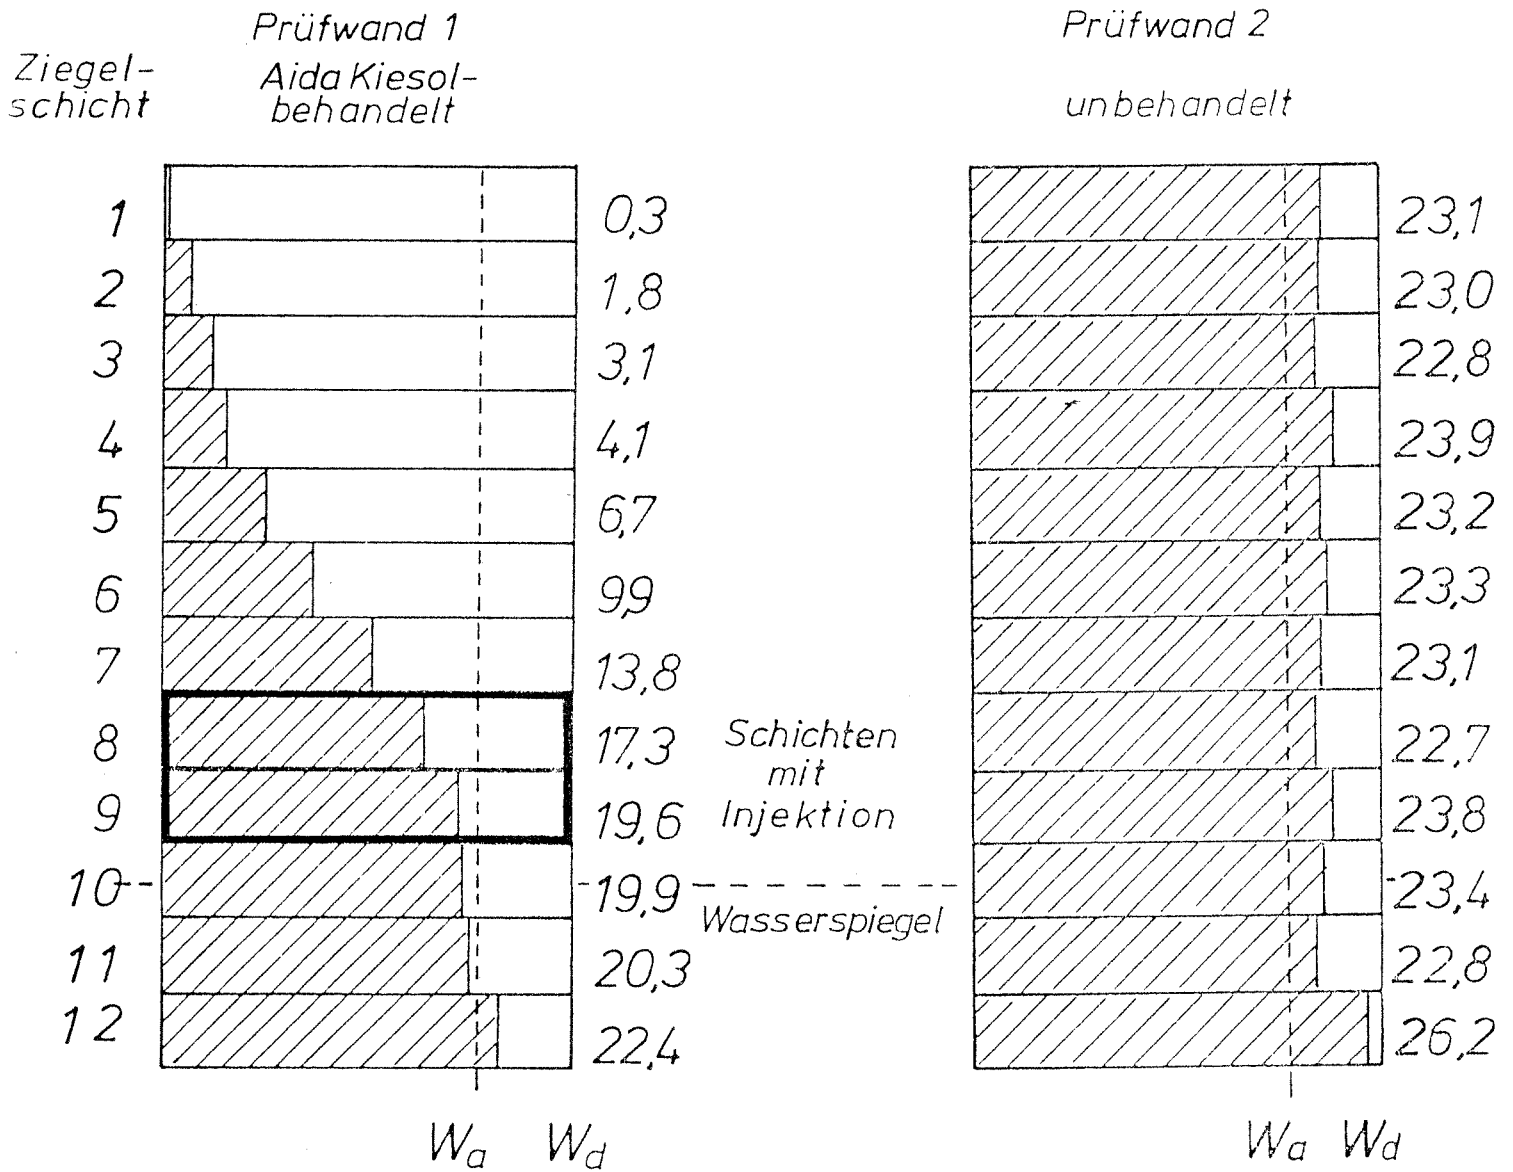 Prüfwand 1
Prüfwand 2
Ziegel-
schicht
Aida Kiesol-
behandelt
unbehandelt
1 0,3 23,1
2 1,8 23,0
3 3,1 22,8
4 4,1 23,9
5 6,7 23,2
6 9,9 23,3
7 13,8 23,1
8 17,3 22,7
9 19,6 23,8
Schichten
mit
Injektion
10 19,9 23,4
Wasserspiegel
11 20,3 22,8
12 22,4 26,2
Wa Wd Wa Wd